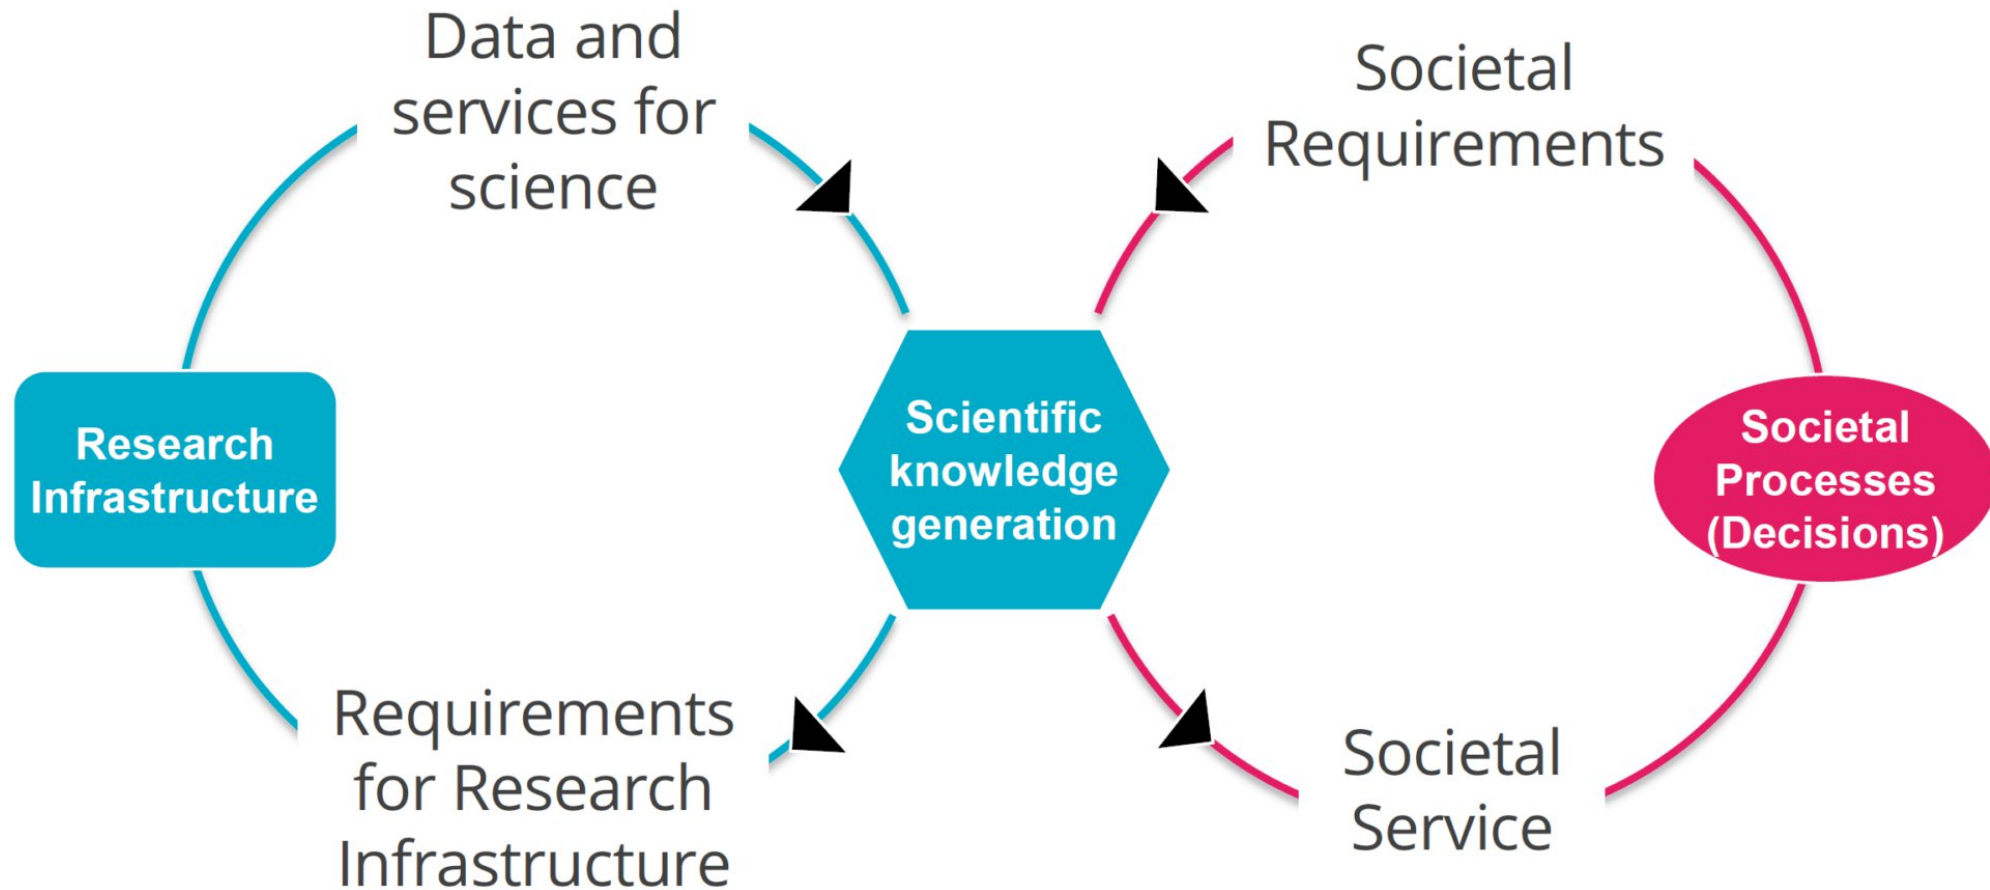 Data and
services for
science
Societal
Requirements
Research
Infrastructure
Scientific
knowledge
generation
Societal
Processes
(Decisions)
Requirements
for Research
Infrastructure
Societal
Service